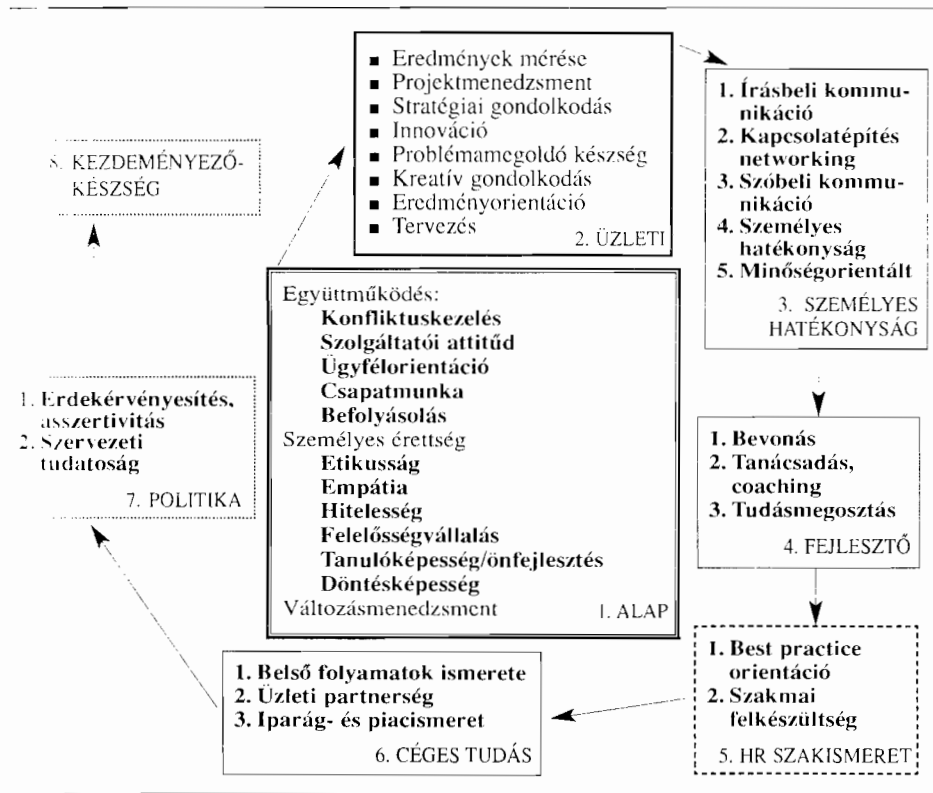 ■ Eredmények mérése
■ Projektmenedzsment
■ Stratégiai gondolkodás
■ Innováció
■ Problémamegoldó készség
■ Kreatív gondolkodás
■ Eredményorientáció
■ Tervezés
2. ÜZLETI
1. Írásbeli kommu-
nikáció
2. Kapcsolatépítés
networking
3. Szóbeli kommu-
nikáció
4. Személyes
hatékonyság
5. Minőségorientált
3. SZEMÉLYES
HATÉKONYSÁG
8. KEZDEMÉNYEZŐ-
KÉSZSÉG
Együttműködés:
Konfliktuskezelés
Szolgáltatói attitűd
Ügyfélorientáció
Csapatmunka
Befolyásolás
Személyes érettség
Etikusság
Empátia
Hitelesség
Felelősségvállalás
Tanulóképesség/önfejlesztés
Döntésképesség
Változásmenedzsment
1. ALAP
1. Érdekérvényesítés,
asszertivitás
2. Szervezeti
tudatoság
7. POLITIKA
1. Bevonás
2. Tanácsadás,
coaching
3. Tudásmegosztás
4. FEJLESZTŐ
1. Best practice
orientáció
2. Szakmai
felkészültség
5. HR SZAKISMERET
1. Belső folyamatok ismerete
2. Üzleti partnerség
3. Iparág- és piacismeret
6. CÉGES TUDÁS